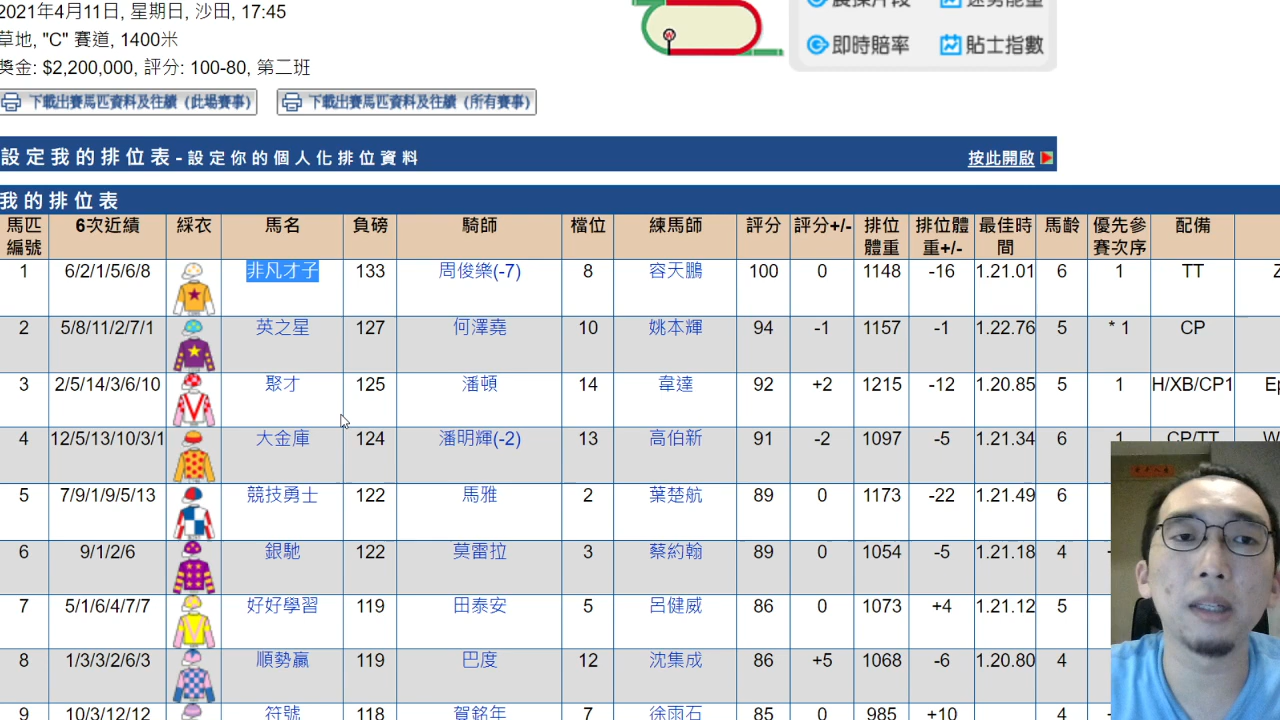 2021年4月11日, 星期日, 沙田, 17:45
草地, "C" 賽道, 1400米
獎金: $2,200,000, 評分: 100-80, 第二班
晨操片段 速勢能量
即時賠率 貼士指數
下載出賽馬匹資料及往績 (此場賽事) 下載出賽馬匹資料及往績 (所有賽事)
設定我的排位表 - 設定你的個人化排位資料 按此開啟
我的排位表
馬匹編號 6次近績 綵衣 馬名 負磅 騎師 檔位 練馬師 評分 評分+/- 排位體重 排位體重+/- 最佳時間 馬齡 優先參賽次序 配備
1 6/2/1/5/6/8 非凡才子 133 周俊樂(-7) 8 容天鵬 100 0 1148 -16 1.21.01 6 1 TT
2 5/8/11/2/7/1 英之星 127 何澤堯 10 姚本輝 94 -1 1157 -1 1.22.76 5 * 1 CP
3 2/5/14/3/6/10 聚才 125 潘頓 14 韋達 92 +2 1215 -12 1.20.85 5 1 H/XB/CP1
4 12/5/13/10/3/1 大金庫 124 潘明輝(-2) 13 高伯新 91 -2 1097 -5 1.21.34 6 1 CP/TT
5 7/9/1/9/5/13 競技勇士 122 馬雅 2 葉楚航 89 0 1173 -22 1.21.49 6
6 9/1/2/6 銀馳 122 莫雷拉 3 蔡約翰 89 0 1054 -5 1.21.18 4
7 5/1/6/4/7/7 好好學習 119 田泰安 5 呂健威 86 0 1073 +4 1.21.12 5
8 1/3/3/2/6/3 順勢贏 119 巴度 12 沈集成 86 +5 1068 -6 1.20.80 4
9 10/3/12/12 符號 118 賀銘年 7 徐雨石 85 0 985 +10 4